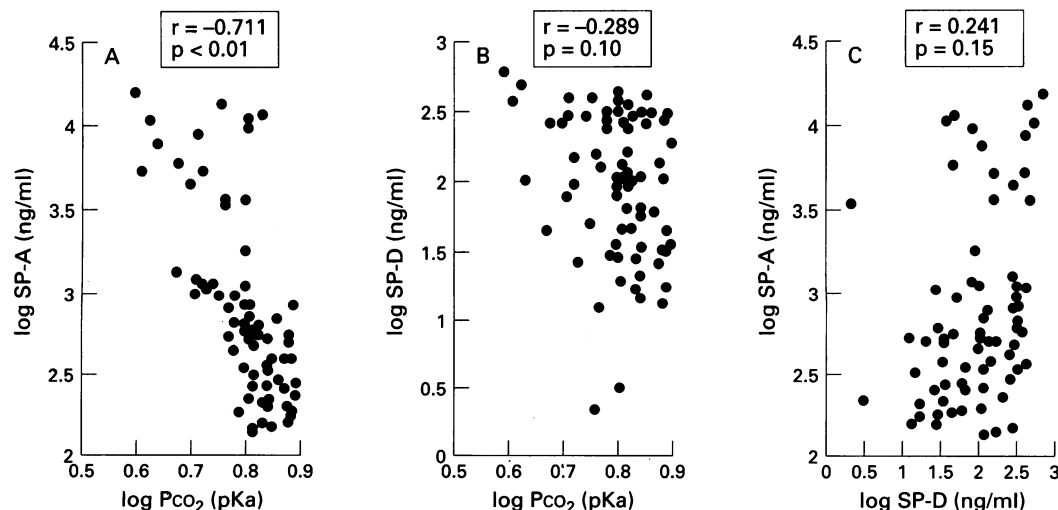 r = –0.711
p < 0.01
A
4.5
4
3.5
3
2.5
2
log SP-A (ng/ml)
0.5 0.6 0.7 0.8 0.9
log PCO₂ (pKa)
r = –0.289
p = 0.10
B
3
2.5
2.0
1.5
1.0
0.5
0
log SP-D (ng/ml)
0.5 0.6 0.7 0.8 0.9
log PCO₂ (pKa)
r = 0.241
p = 0.15
C
4.5
4
3.5
3
2.5
2
log SP-A (ng/ml)
0 0.5 1 1.5 2 2.5 3
log SP-D (ng/ml)